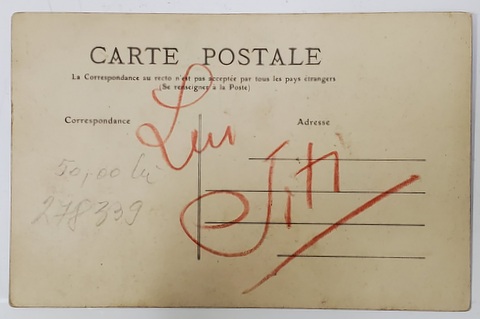 CARTE POSTALE
La Correspondance au recto n'est pas acceptée par tous les pays étrangers
(Se renseigner à la Poste)
Correspondance
Adresse
Lui
50,00 lei
278339